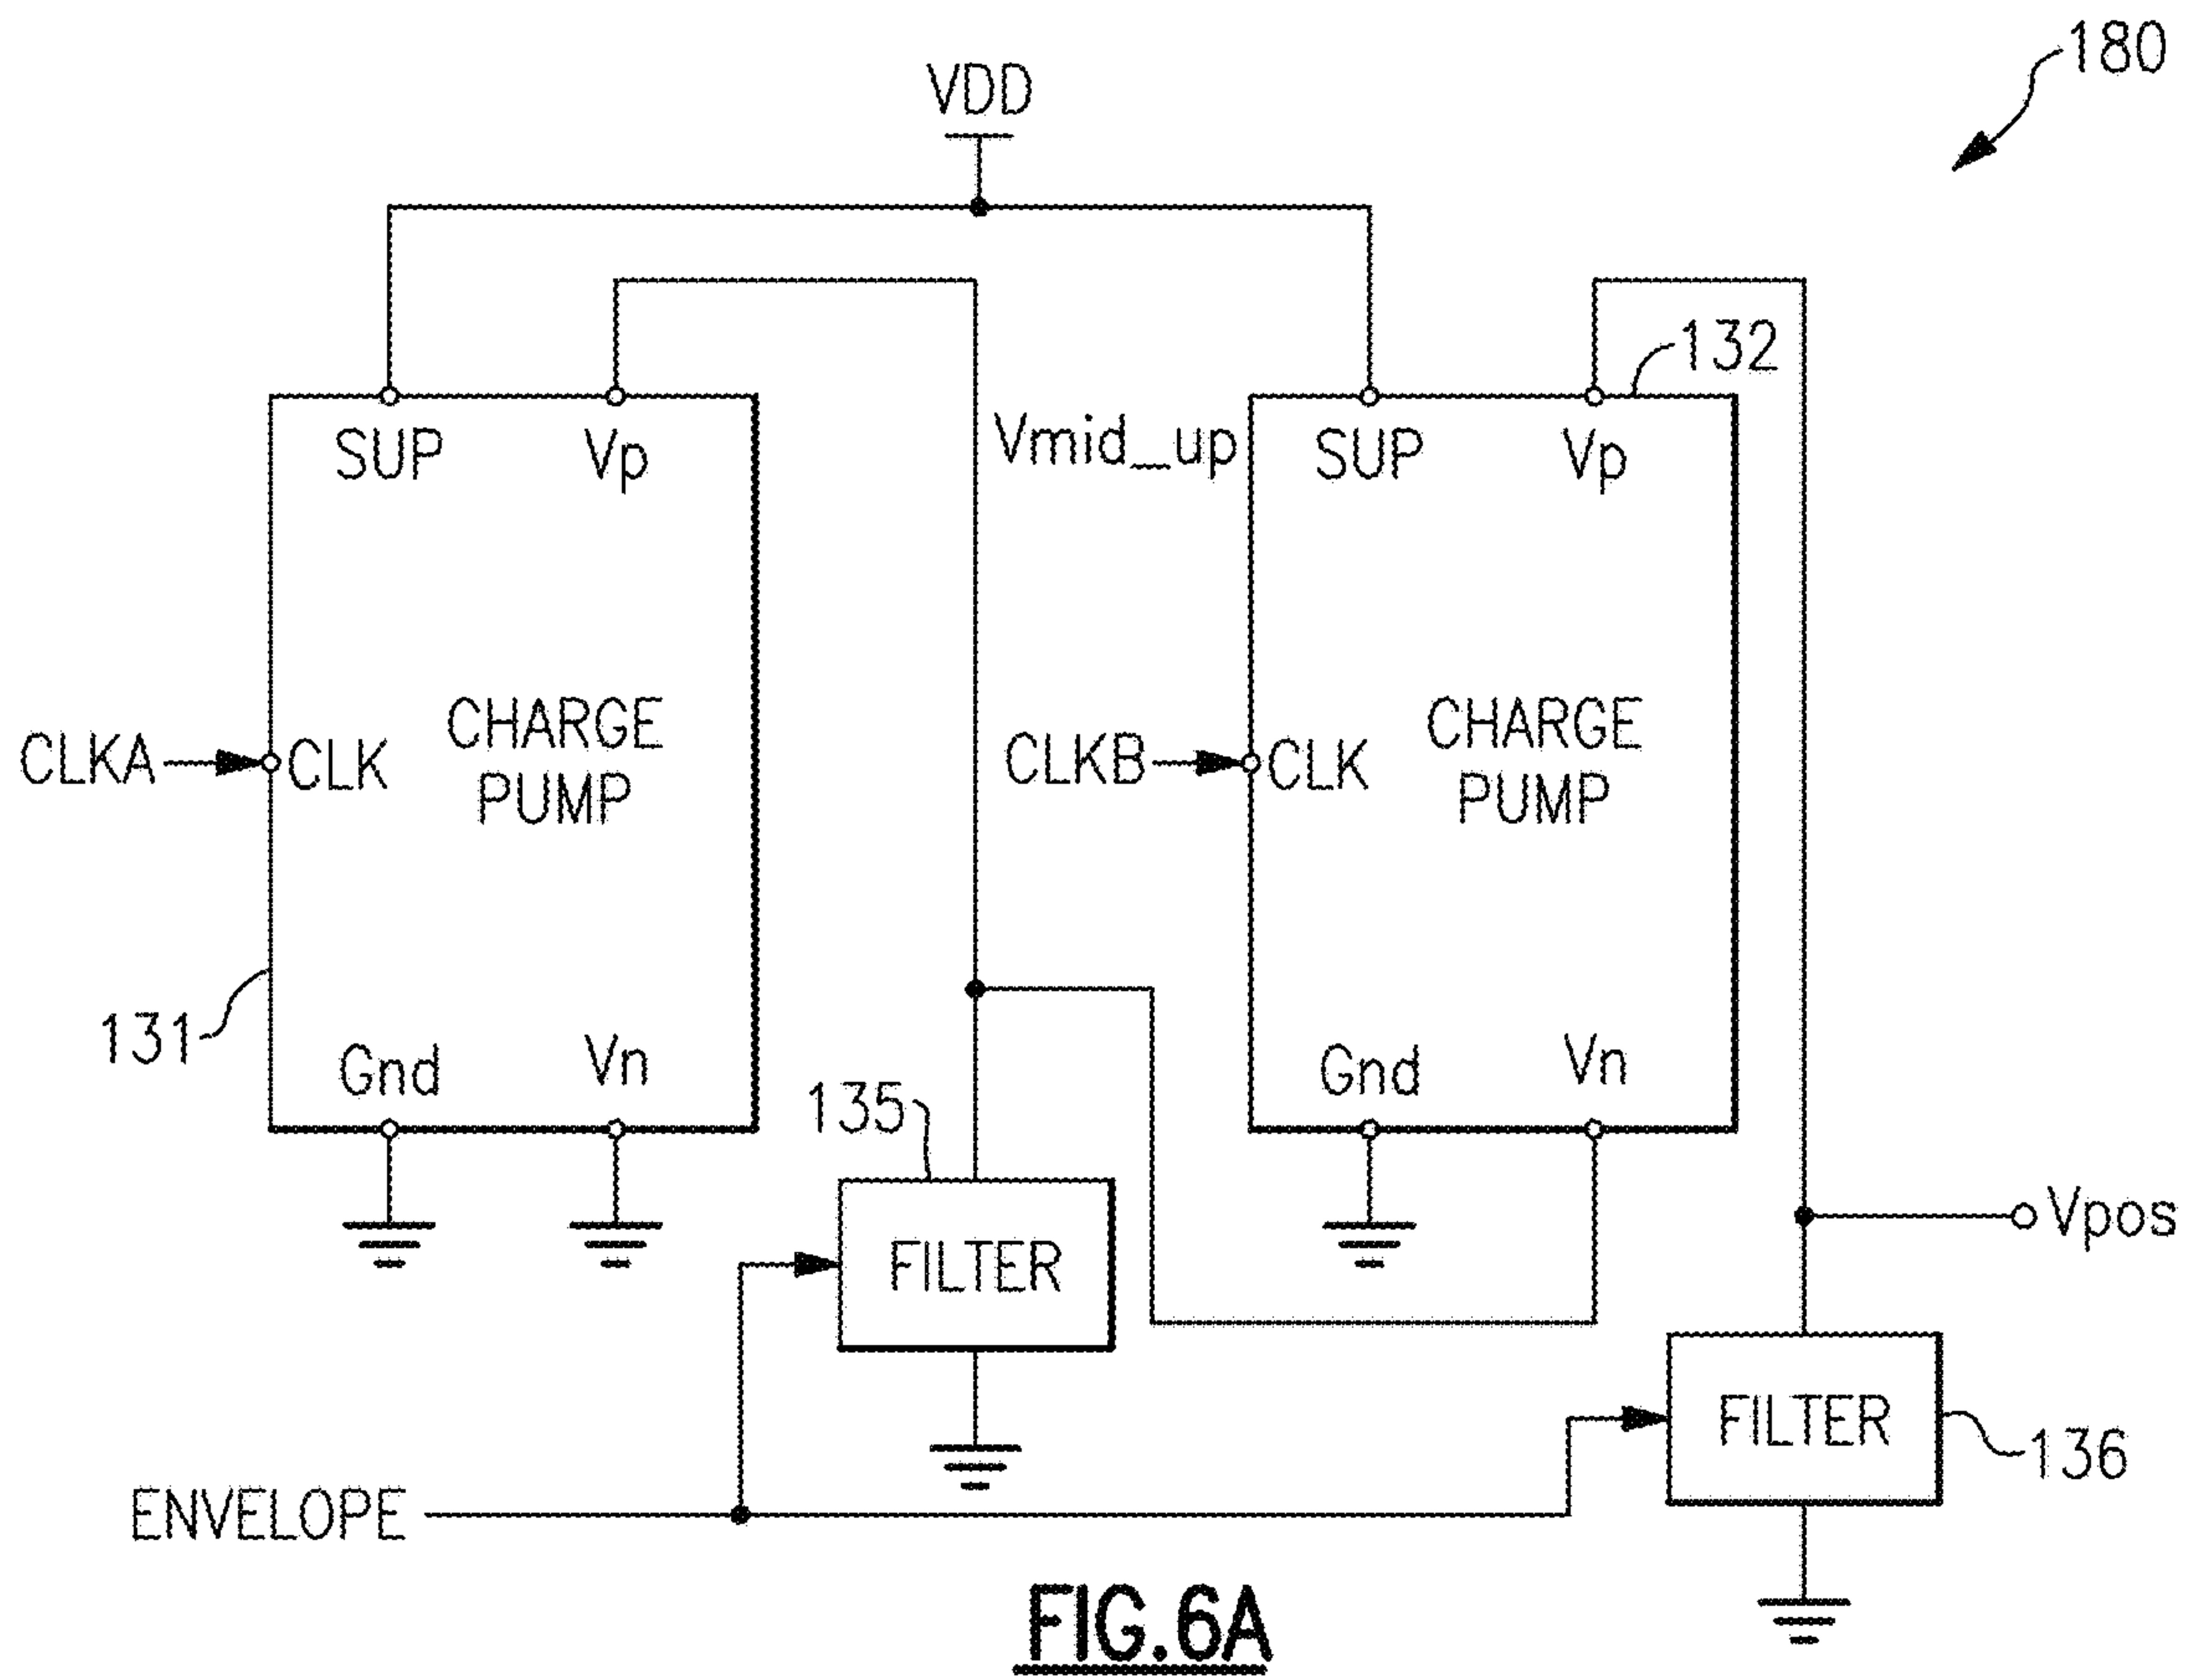 180
VDD
132
SUP
Vp
Vmid_up
SUP
Vp
CLKA
CLK
CHARGE
PUMP
CLKB
CLK
CHARGE
PUMP
131
Gnd
Vn
135
Gnd
Vn
FILTER
Vpos
FILTER
136
ENVELOPE
FIG.6A